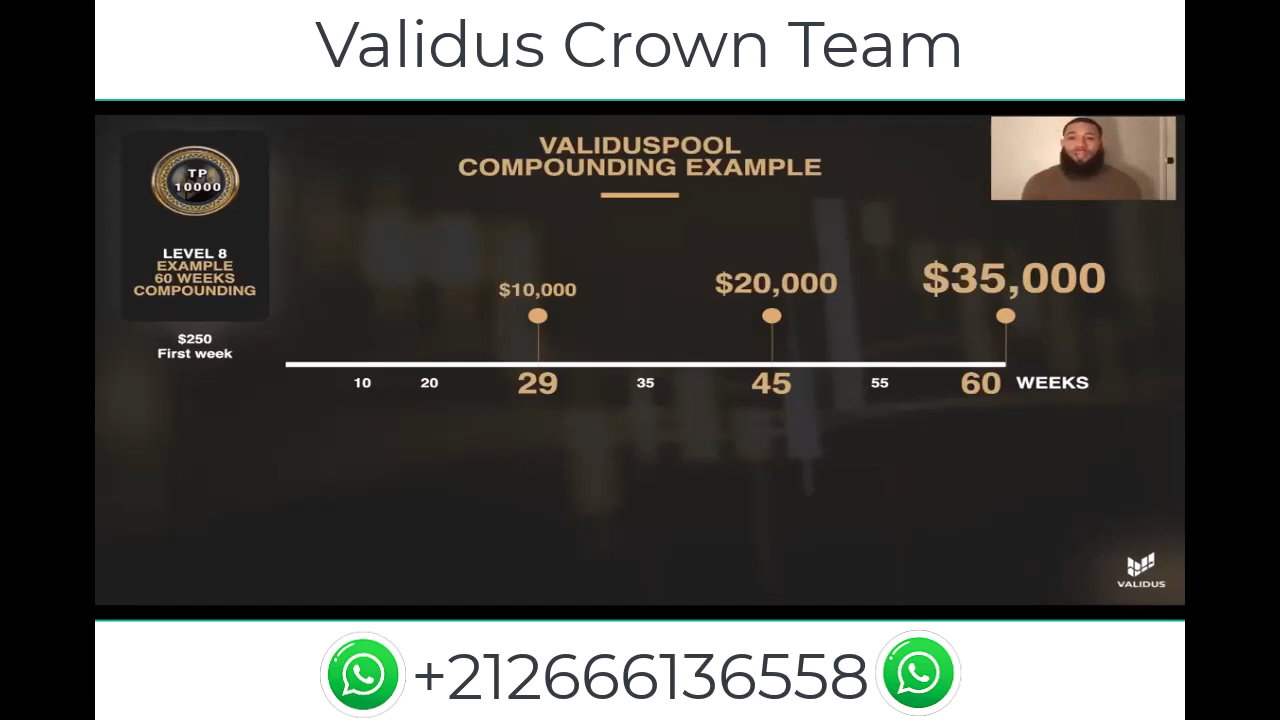 Validus Crown Team
VALIDUSPOOL
COMPOUNDING EXAMPLE
TP
10000
LEVEL 8
EXAMPLE
60 WEEKS
COMPOUNDING
$250
First week
$10,000
$20,000
$35,000
10 20 29 35 45 55 60 WEEKS
VALIDUS
+212666136558